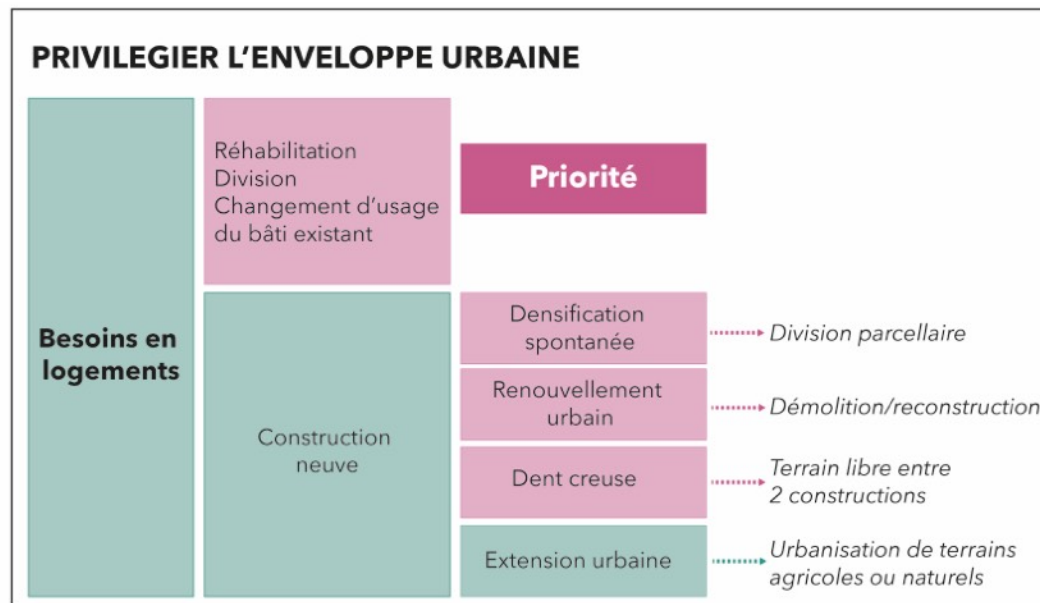 PRIVILEGIER L'ENVELOPPE URBAINE
Besoins en
logements
Réhabilitation
Division
Changement d'usage
du bâti existant
Priorité
Construction
neuve
Densification
spontanée
Division parcellaire
Renouvellement
urbain
Démolition/reconstruction
Dent creuse
Terrain libre entre
2 constructions
Extension urbaine
Urbanisation de terrains
agricoles ou naturels